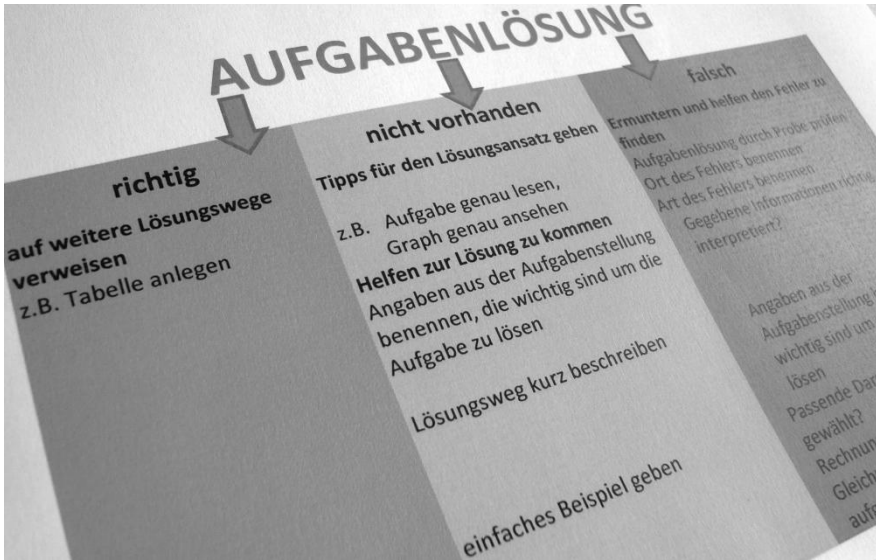 AUFGABENLÖSUNG
richtig
auf weitere Lösungswege
verweisen
z.B. Tabelle anlegen
nicht vorhanden
Tipps für den Lösungsansatz geben
z.B. Aufgabe genau lesen,
Graph genau ansehen
Helfen zur Lösung zu kommen
Angaben aus der Aufgabenstellung
benennen, die wichtig sind um die
Aufgabe zu lösen
Lösungsweg kurz beschreiben
einfaches Beispiel geben
falsch
Ermuntern und helfen den Fehler zu
finden
Aufgabenlösung durch Probe prüfen
Ort des Fehlers benennen
Art des Fehlers benennen
Gegebene Informationen richtig
interpretiert?
Angaben aus der
Aufgabenstellung
wichtig sind um
lösen
Passende
gewählt?